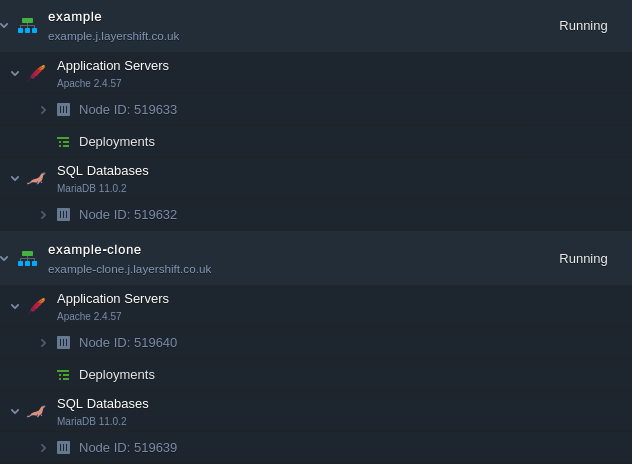 example
example.j.layershift.co.uk
Running
Application Servers
Apache 2.4.57
Node ID: 519633
Deployments
SQL Databases
MariaDB 11.0.2
Node ID: 519632
example-clone
example-clone.j.layershift.co.uk
Running
Application Servers
Apache 2.4.57
Node ID: 519640
Deployments
SQL Databases
MariaDB 11.0.2
Node ID: 519639